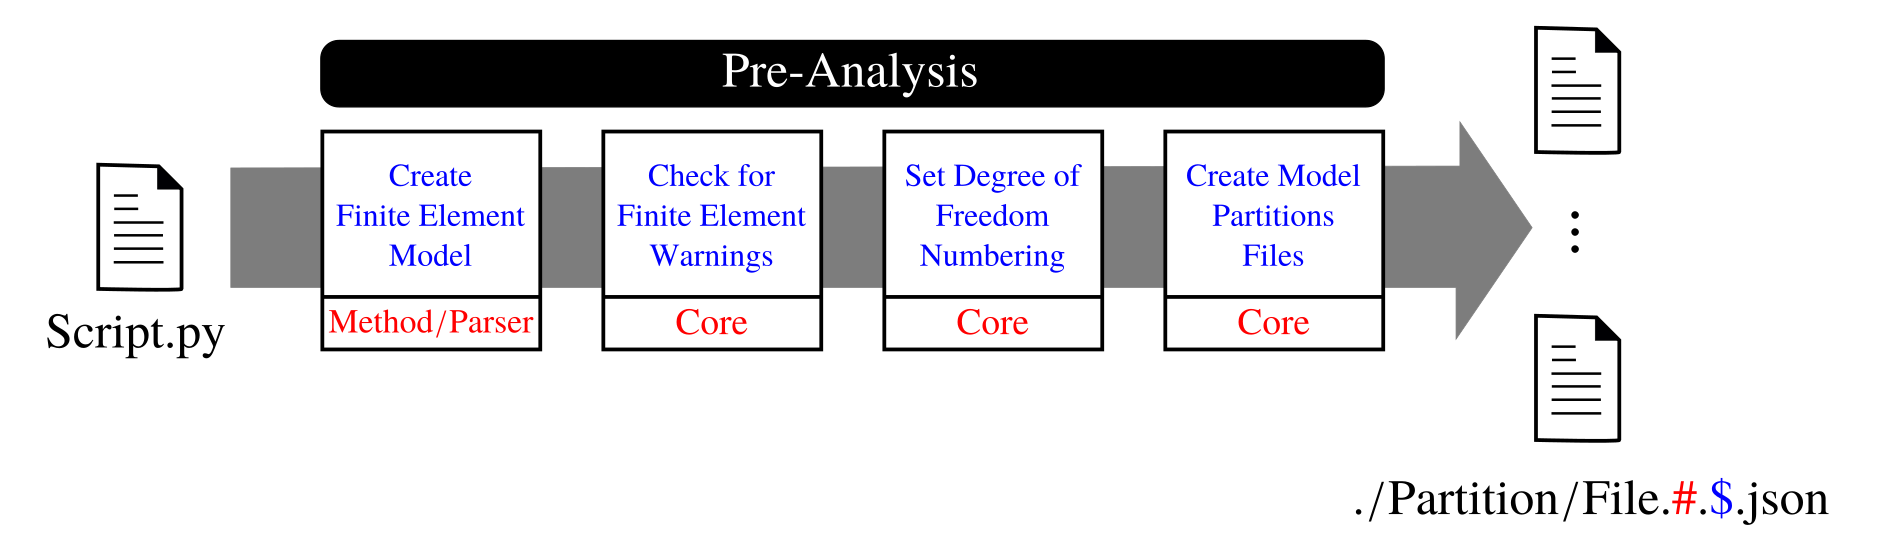 Pre-Analysis
Create
Finite Element
Model
Method/Parser
Check for
Finite Element
Warnings
Core
Set Degree of
Freedom
Numbering
Core
Create Model
Partitions
Files
Core
Script.py
./Partition/File.#.$.json